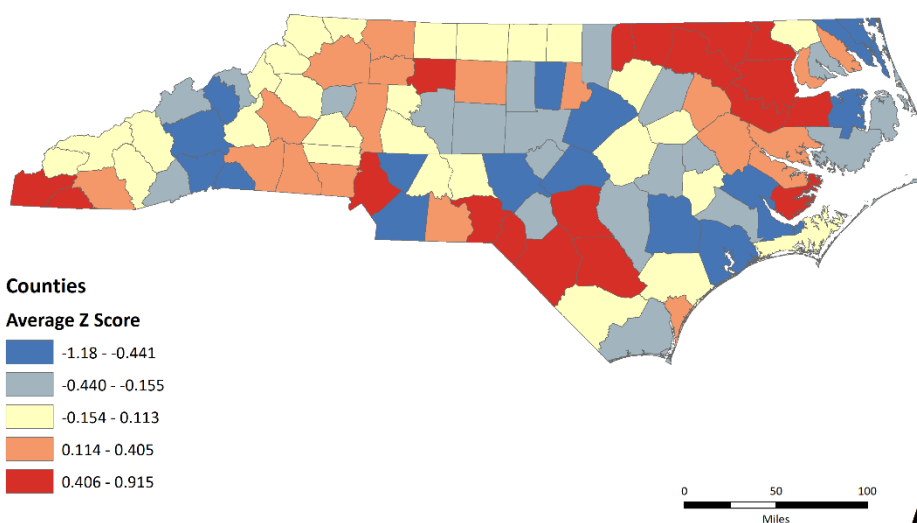 Counties
Average Z Score
-1.18 - -0.441
-0.440 - -0.155
-0.154 - 0.113
0.114 - 0.405
0.406 - 0.915
0 50 100
Miles